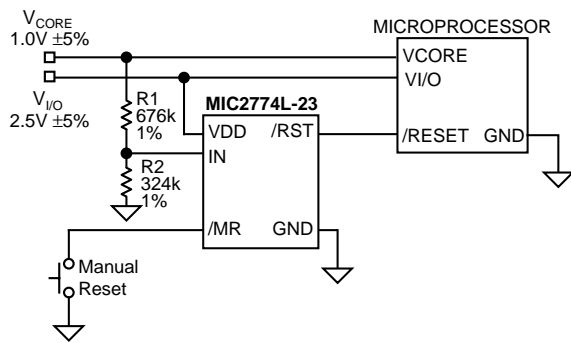 VCORE
1.0V ±5%
VI/O
2.5V ±5%
R1
676k
1%
R2
324k
1%
MIC2774L-23
VDD
/RST
IN
/MR
GND
Manual
Reset
MICROPROCESSOR
VCORE
VI/O
/RESET
GND